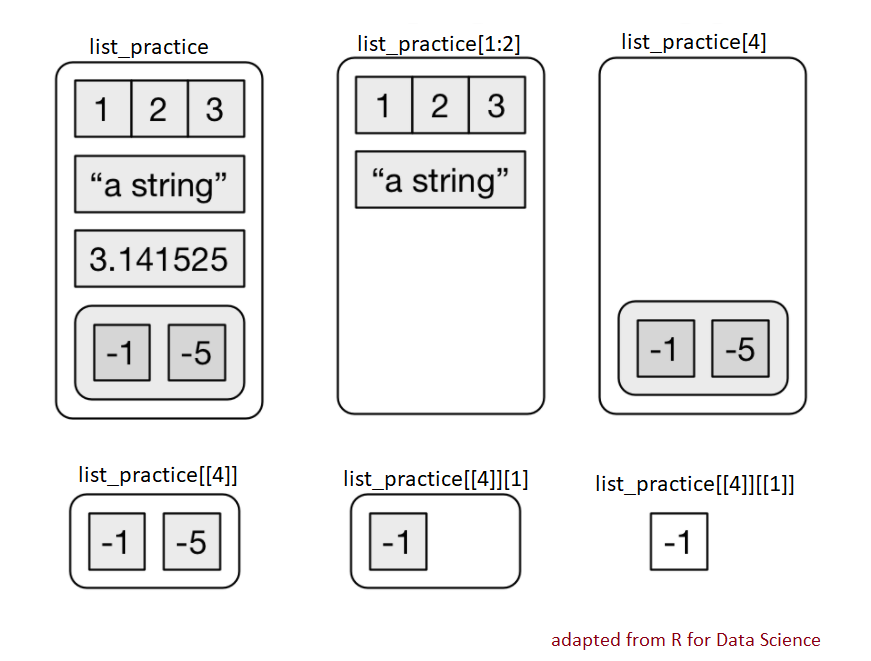 list_practice
1 2 3
“a string”
3.141525
-1 -5
list_practice[1:2]
1 2 3
“a string”
list_practice[4]
-1 -5
list_practice[[4]]
-1 -5
list_practice[[4]][1]
-1
list_practice[[4]][[1]]
-1
adapted from R for Data Science